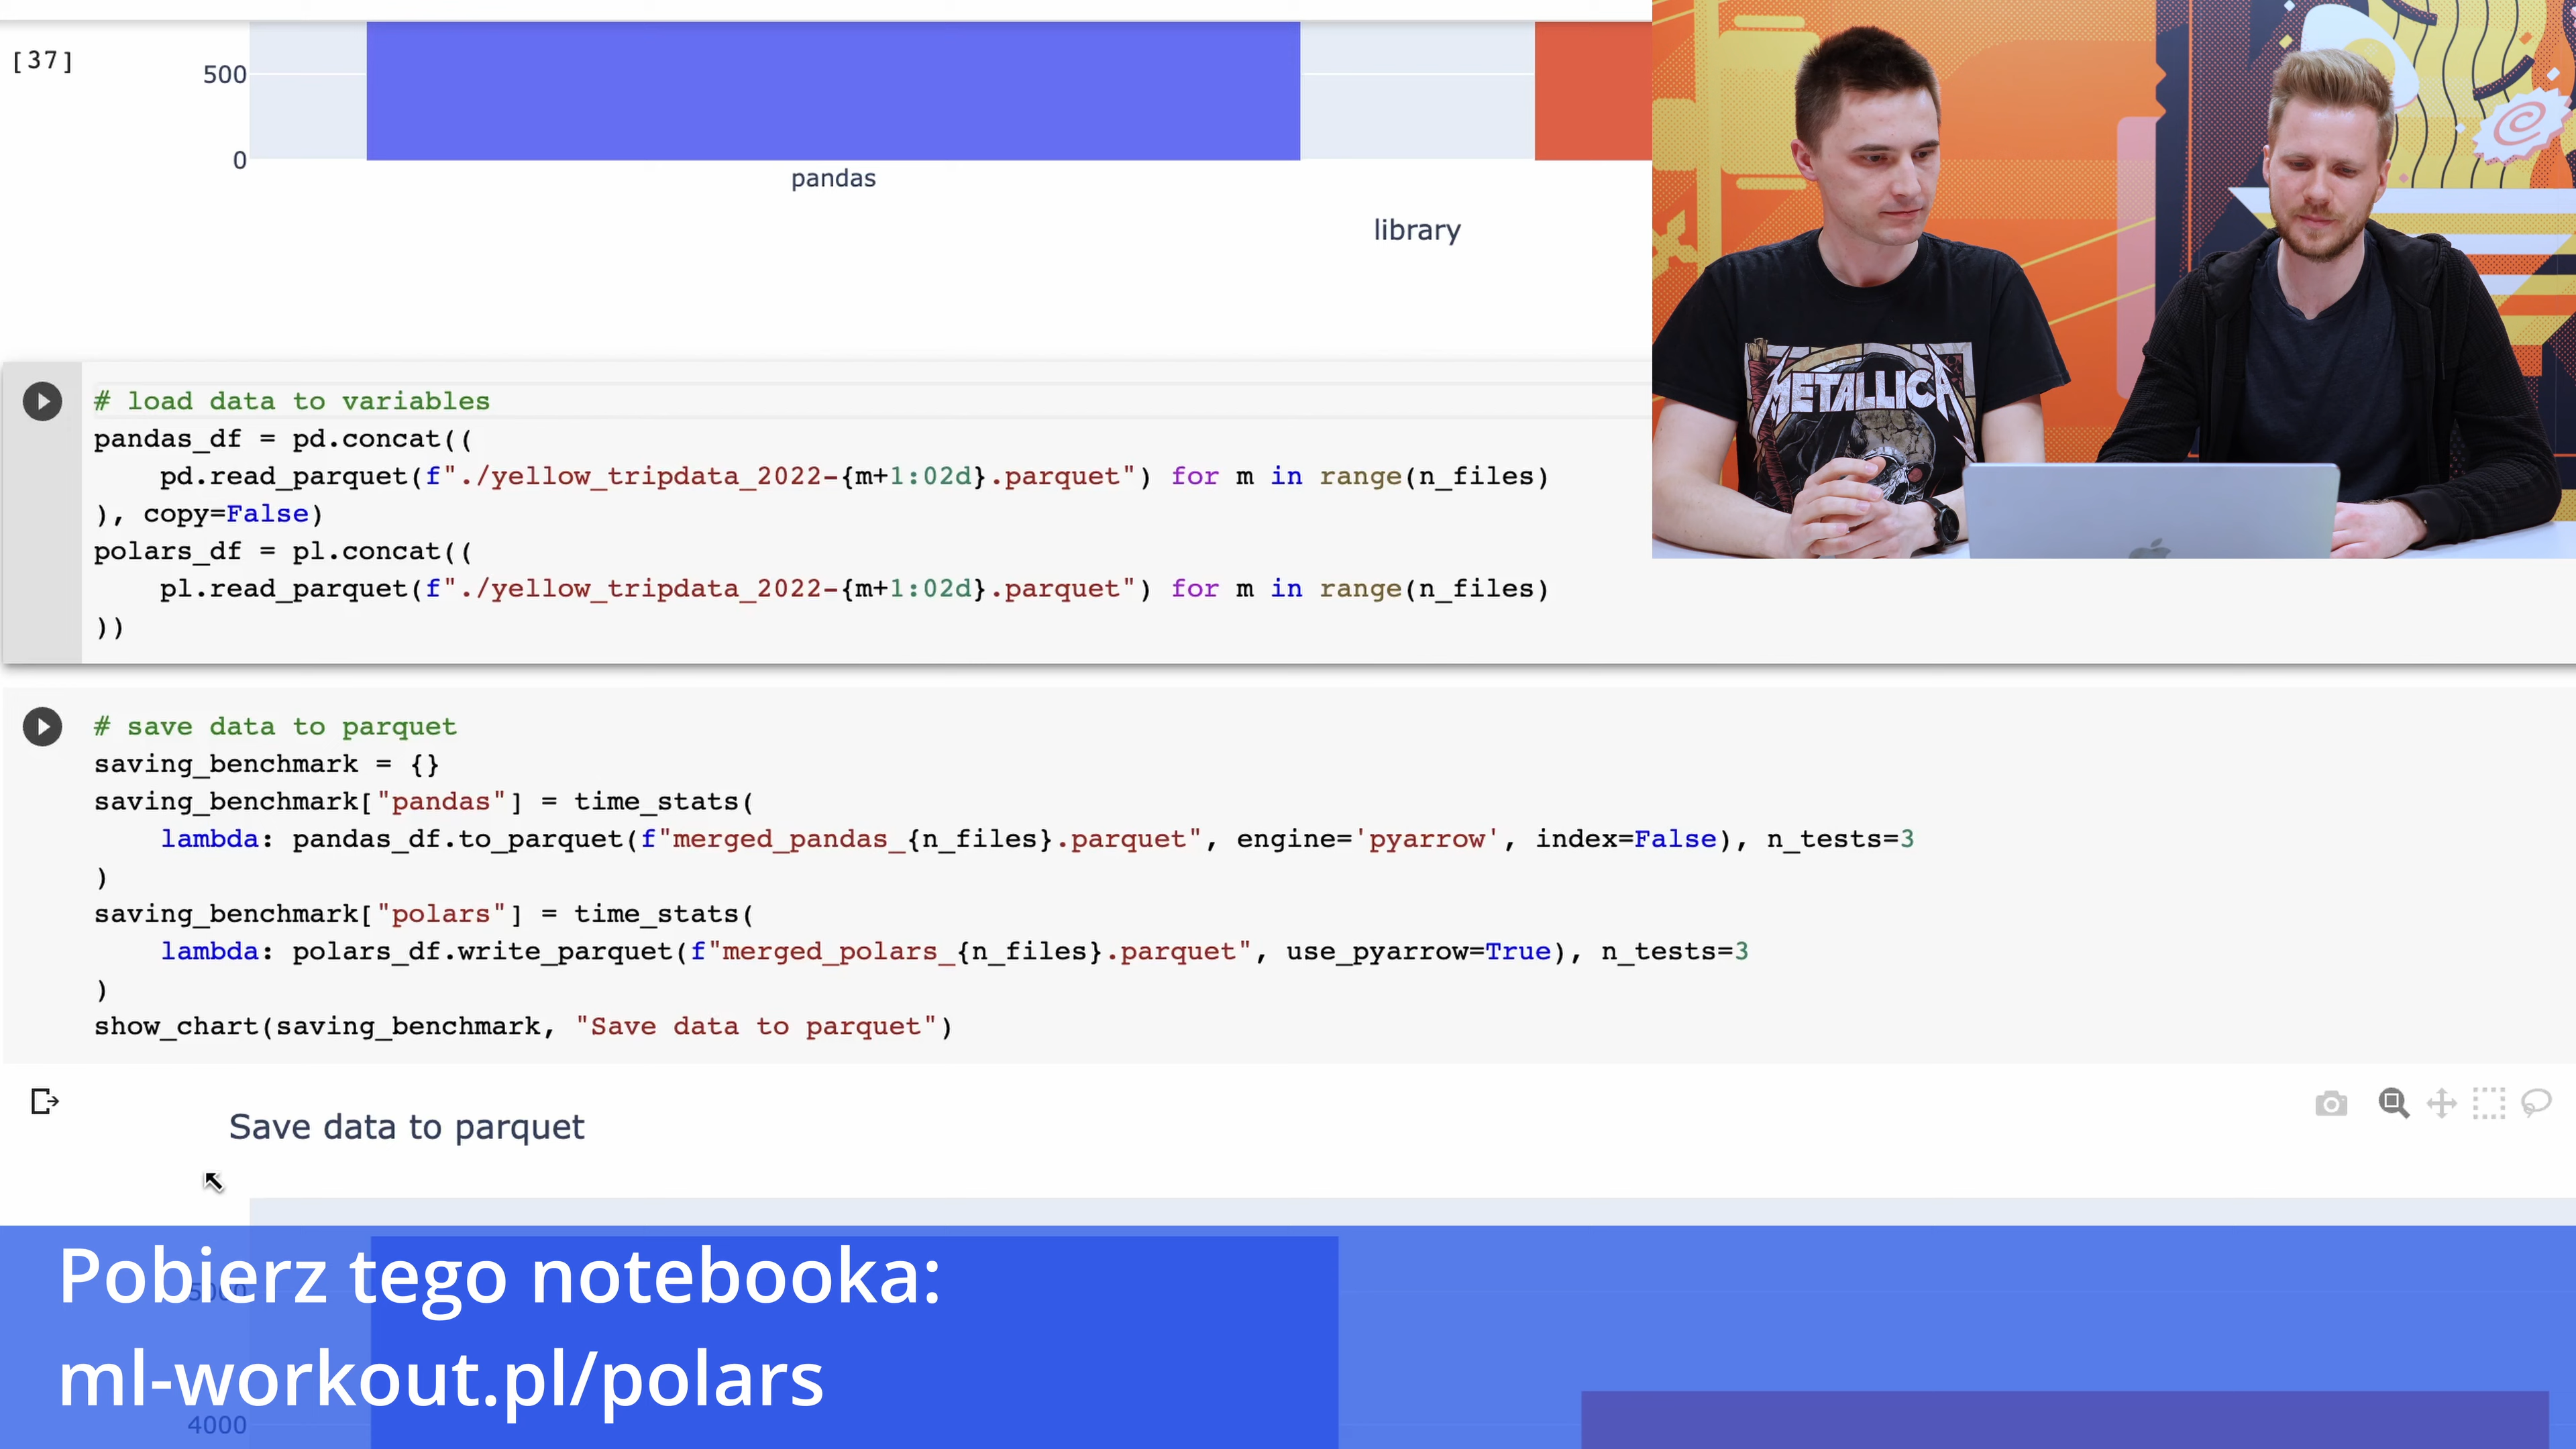 [37]
500
0
pandas
library
METALLICA
# load data to variables
pandas_df = pd.concat((
    pd.read_parquet(f"./yellow_tripdata_2022-{m+1:02d}.parquet") for m in range(n_files)
), copy=False)
polars_df = pl.concat((
    pl.read_parquet(f"./yellow_tripdata_2022-{m+1:02d}.parquet") for m in range(n_files)
))
# save data to parquet
saving_benchmark = {}
saving_benchmark["pandas"] = time_stats(
    lambda: pandas_df.to_parquet(f"merged_pandas_{n_files}.parquet", engine='pyarrow', index=False), n_tests=3
)
saving_benchmark["polars"] = time_stats(
    lambda: polars_df.write_parquet(f"merged_polars_{n_files}.parquet", use_pyarrow=True), n_tests=3
)
show_chart(saving_benchmark, "Save data to parquet")
Save data to parquet
5000
Pobierz tego notebooka:
ml-workout.pl/polars
4000